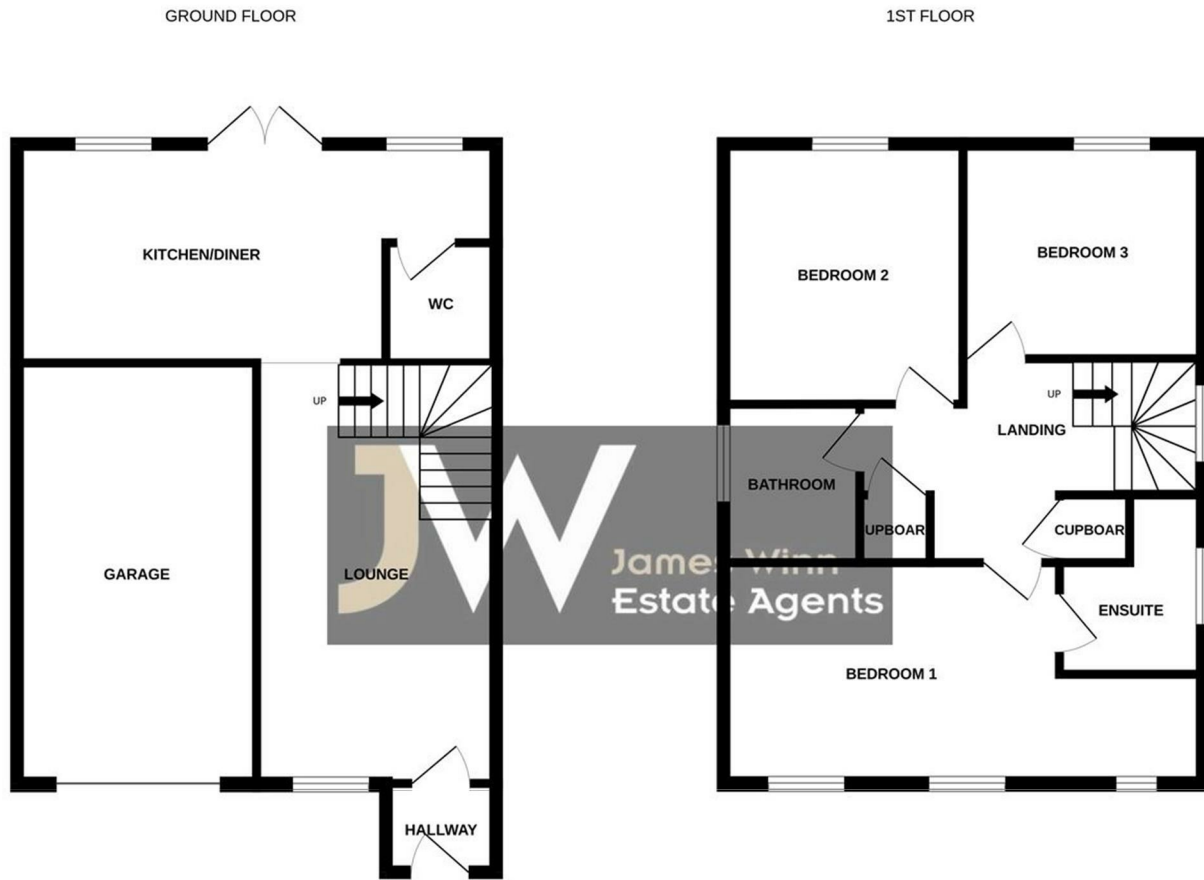 GROUND FLOOR
1ST FLOOR
KITCHEN/DINER
WC
UP
GARAGE
LOUNGE
HALLWAY
BEDROOM 2
BEDROOM 3
UP
LANDING
BATHROOM
UPBOAR
CUPBOAR
ENSUITE
BEDROOM 1
JW
James Winn
Estate Agents